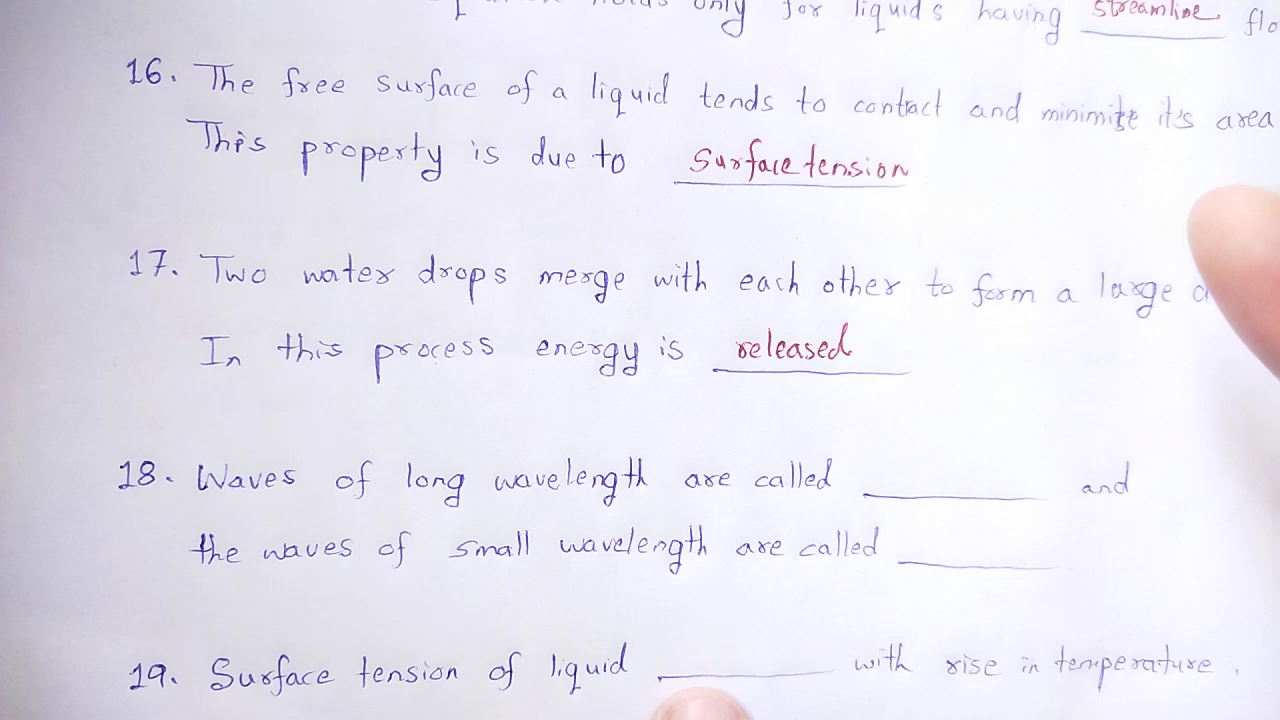 only for liquids having streamline flo
16. The free surface of a liquid tends to contact and minimize it's area
This property is due to surface tension
17. Two water drops merge with each other to form a large
In this process energy is released
18. Waves of long wavelength are called and
the waves of small wavelength are called
19. Surface tension of liquid with rise in temperature.